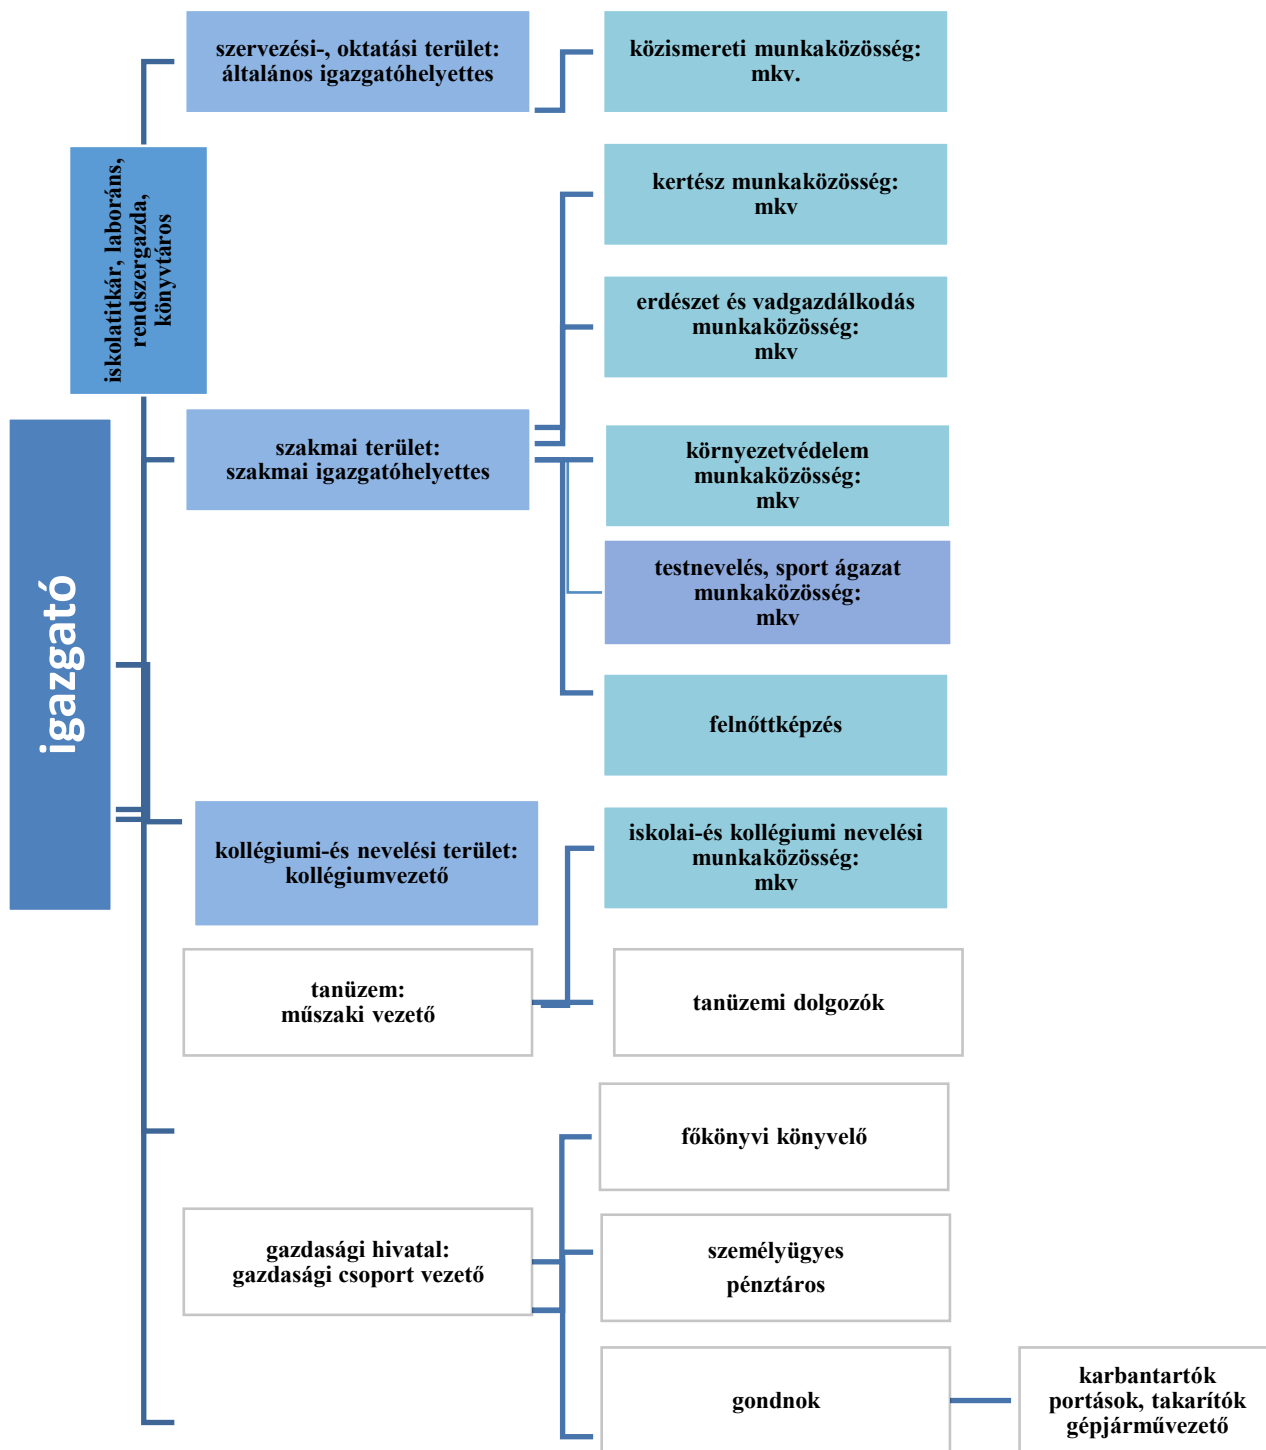 szervezési-, oktatási terület:
általános igazgatóhelyettes
közismereti munkaközösség:
mkv.
iskolatitkár, laboráns,
rendszergazda,
könyvtáros
kertész munkaközösség:
mkv
erdészet és vadgazdálkodás
munkaközösség:
mkv
igazgató
szakmai terület:
szakmai igazgatóhelyettes
környezetvédelem
munkaközösség:
mkv
testnevelés, sport ágazat
munkaközösség:
mkv
felnőttképzés
kollégiumi-és nevelési terület:
kollégiumvezető
iskolai-és kollégiumi nevelési
munkaközösség:
mkv
tanüzem:
műszaki vezető
tanüzemi dolgozók
főkönyvi könyvelő
gazdasági hivatal:
gazdasági csoport vezető
személyügyes
pénztáros
gondnok
karbantartók
portások, takarítók
gépjárművezető